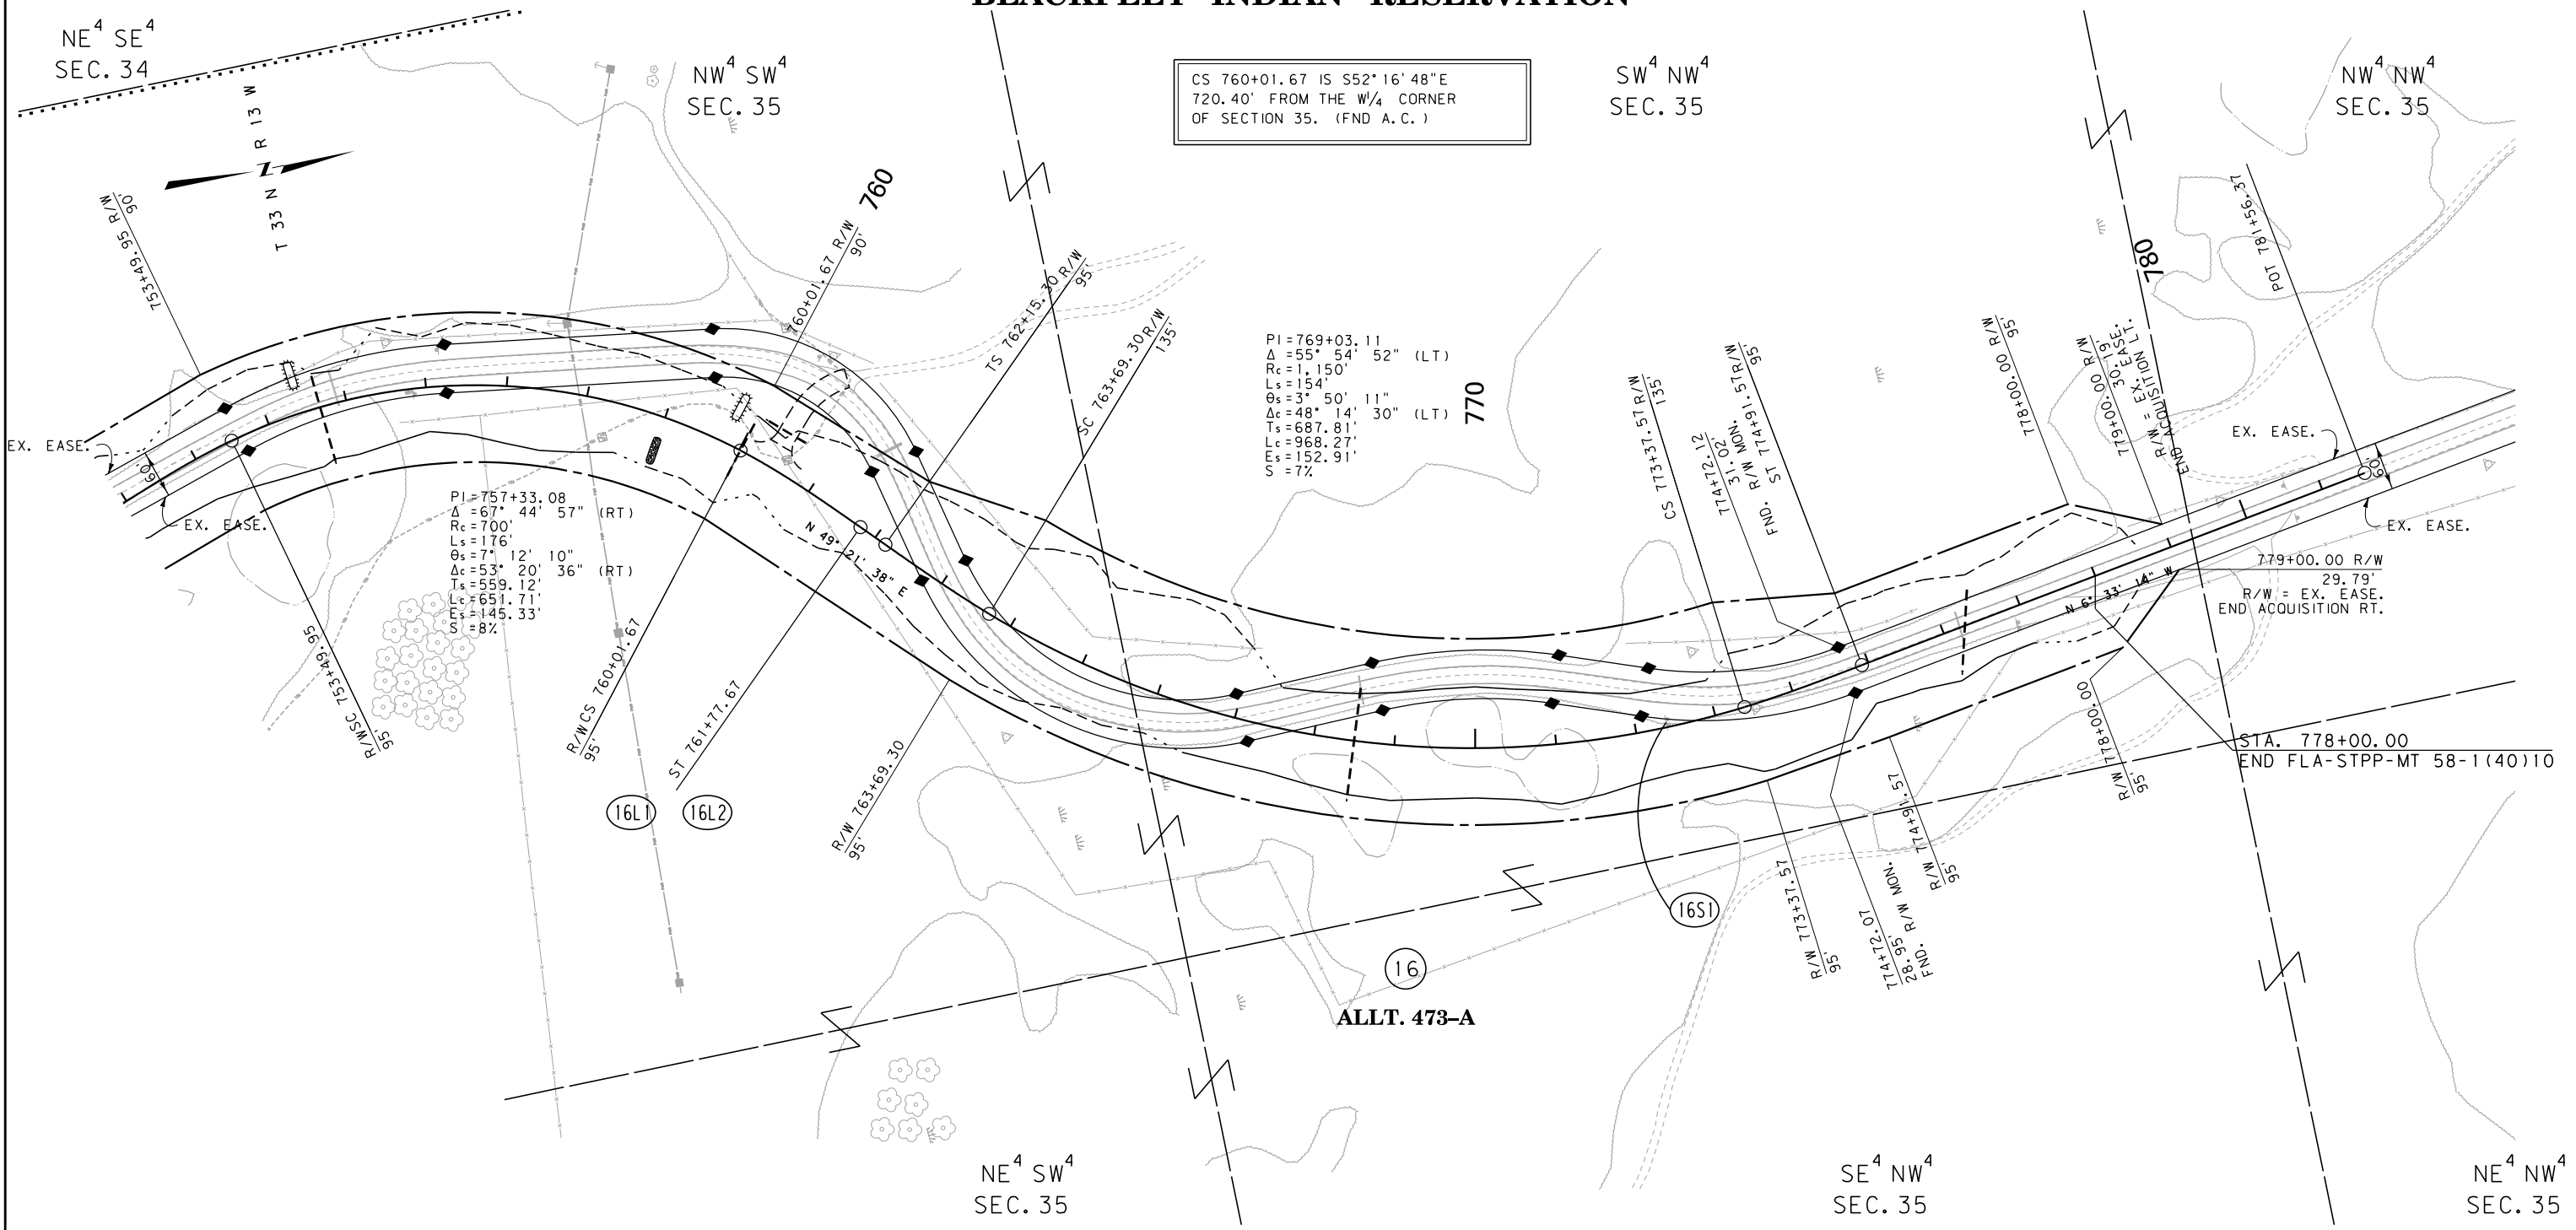 BLACKFEET INDIAN RESERVATION
NE4 SE4
SEC. 34
NW4 SW4
SEC. 35
CS 760+01.67 IS S52°16'48"E
720.40' FROM THE W1/4 CORNER
OF SECTION 35. (FND A.C.)
SW4 NW4
SEC. 35
NW4 NW4
SEC. 35
T 33 N R 13 W
Z
753+49.95 R/W
90'
760+01.67 R/W
90'
760
TS 762+15.30 R/W
95'
SC 763+69.30 R/W
135'
PI=769+03.11
Δ =55° 54' 52" (LT)
Rc=1,150'
Ls=154'
θs=3° 50' 11"
Δc=48° 14' 30" (LT)
Ts=687.81'
Lc=968.27'
Es=152.91'
S =7%
770
CS 773+37.57 R/W
135'
774+72.12
31.02'
FND. R/W MON.
ST 774+91.57 R/W
95'
778+00.00 R/W
95'
779+00.00 R/W
30.19'
R/W = EX. EASE.
END ACQUISITION LT.
780
POT 781+56.37
EX. EASE.
60'
EX. EASE.
EX. EASE.
60'
EX. EASE.
PI=757+33.08
Δ =67° 44' 57" (RT)
Rc=700'
Ls=176'
θs=7° 12' 10"
Δc=53° 20' 36" (RT)
Ts=559.12'
Lc=651.71'
Es=145.33'
S =8%
N 49° 21' 38" E
N 6° 33' 14" W
779+00.00 R/W
29.79'
R/W = EX. EASE.
END ACQUISITION RT.
R/W SC 753+49.95
95'
R/W CS 760+01.67
95'
ST 761+77.67
R/W 763+69.30
95'
16L1
16L2
R/W 778+00.00
95'
STA. 778+00.00
END FLA-STPP-MT 58-1(40)10
R/W 773+37.57
95'
774+72.07
28.95'
FND. R/W MON.
R/W 774+91.57
95'
16S1
16
ALLT. 473-A
NE4 SW4
SEC. 35
SE4 NW4
SEC. 35
NE4 NW4
SEC. 35